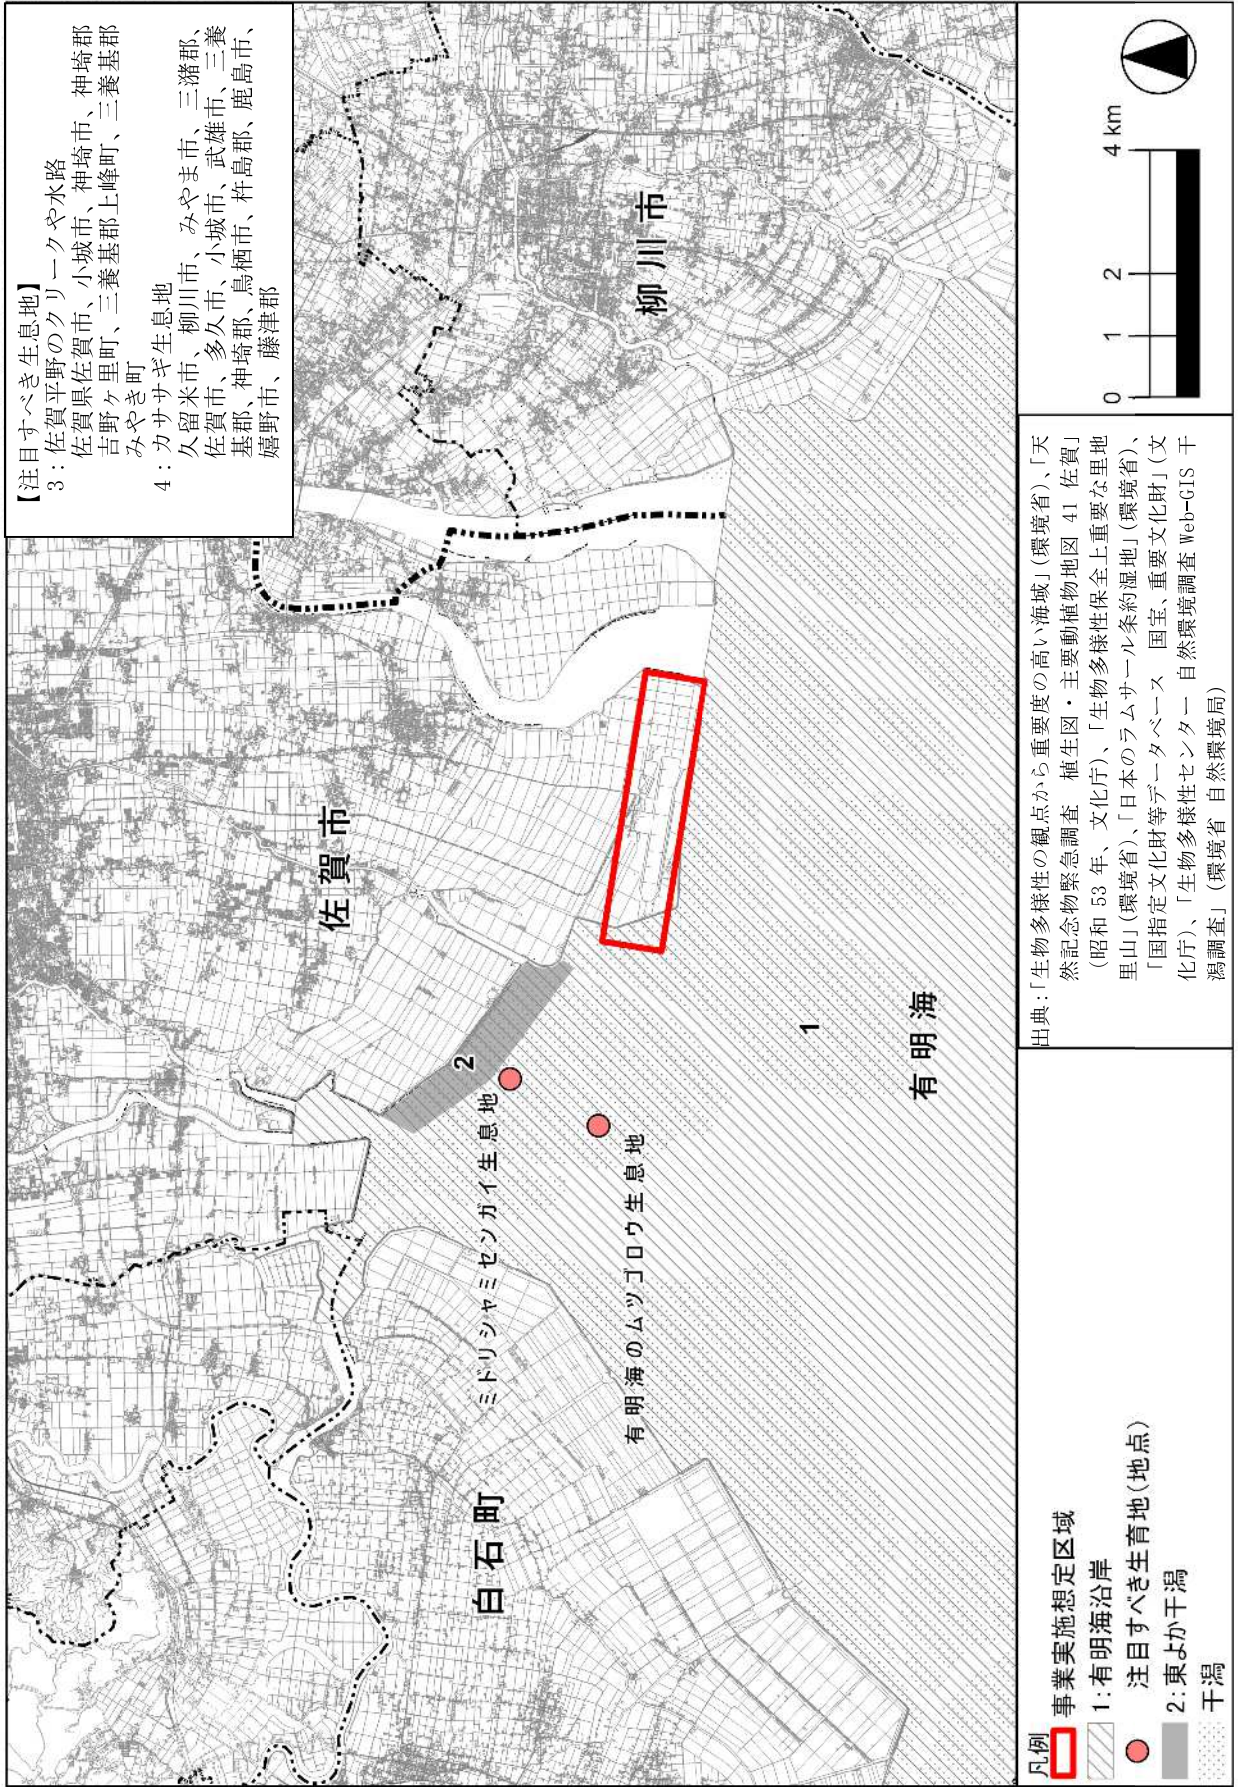 【注目すべき生息地】
3：佐賀平野のクリークや水路
佐賀県佐賀市、小城市、神埼市、神埼郡
吉野ヶ里町、三養基郡上峰町、三養基郡
みやき町
4：カササギ生息地
久留米市、柳川市、みやま市、三潴郡、
佐賀市、多久市、小城市、武雄市、三養
基郡、神埼郡、鳥栖市、杵島郡、鹿島市、
嬉野市、藤津郡
佐賀市
柳川市
白石町
2
ミドリシャミセンガイ生息地
有明海のムツゴロウ生息地
1
有明海
凡例
事業実施想定区域
1:有明海沿岸
注目すべき生育地(地点)
2:東よか干潟
干潟
出典：「生物多様性の観点から重要度の高い海域」（環境省）、「天
然記念物緊急調査 植生図・主要動植物地図 41 佐賀」
（昭和 53 年、文化庁）、「生物多様性保全上重要な里地
里山」（環境省）、「日本のラムサール条約湿地」（環境省）、
「国指定文化財等データベース 国宝、重要文化財」（文
化庁）、「生物多様性センター 自然環境調査 Web-GIS 干
潟調査」（環境省 自然環境局）
0 1 2 4 km